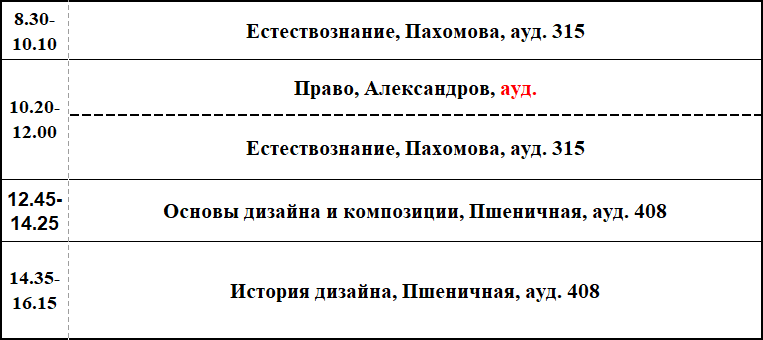 8.30-
10.10
Естествознание, Пахомова, ауд. 315
10.20-
12.00
Право, Александров, ауд.
Естествознание, Пахомова, ауд. 315
12.45-
14.25
Основы дизайна и композиции, Пшеничная, ауд. 408
14.35-
16.15
История дизайна, Пшеничная, ауд. 408